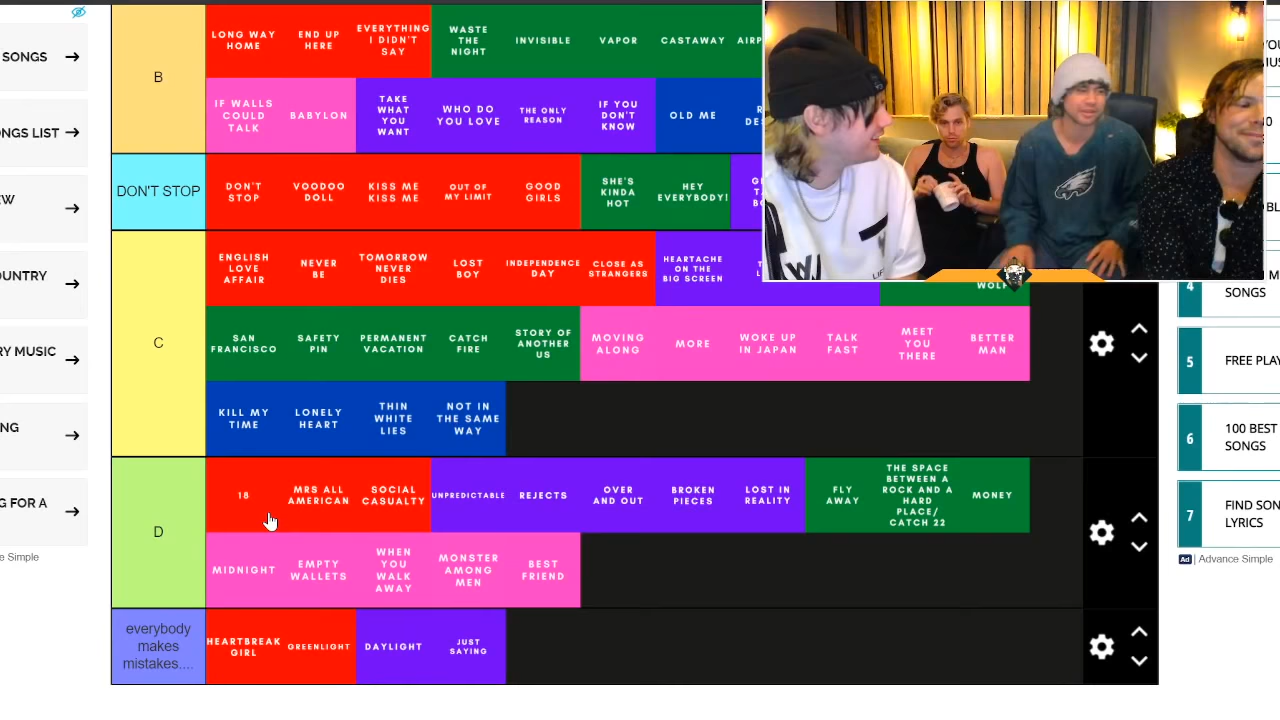 SONGS
ONGS LIST
EW
OUNTRY
RY MUSIC
NG
G FOR A
e Simple
B
LONG WAY
HOME
END UP
HERE
EVERYTHING
I DIDN'T
SAY
WASTE
THE
NIGHT
INVISIBLE
VAPOR
CASTAWAY
AIRP
IF WALLS
COULD
TALK
BABYLON
TAKE
WHAT
YOU
WANT
WHO DO
YOU LOVE
THE ONLY
REASON
IF YOU
DON'T
KNOW
OLD ME
R
DES
DON'T STOP
DON'T
STOP
VOODOO
DOLL
KISS ME
KISS ME
OUT OF
MY LIMIT
GOOD
GIRLS
SHE'S
KINDA
HOT
HEY
EVERYBODY!
C
ENGLISH
LOVE
AFFAIR
NEVER
BE
TOMORROW
NEVER
DIES
LOST
BOY
INDEPENDENCE
DAY
CLOSE AS
STRANGERS
HEARTACHE
ON THE
BIG SCREEN
WOLF
SAN
FRANCISCO
SAFETY
PIN
PERMANENT
VACATION
CATCH
FIRE
STORY OF
ANOTHER
US
MOVING
ALONG
MORE
WOKE UP
IN JAPAN
TALK
FAST
MEET
YOU
THERE
BETTER
MAN
KILL MY
TIME
LONELY
HEART
THIN
WHITE
LIES
NOT IN
THE SAME
WAY
D
18
MRS ALL
AMERICAN
SOCIAL
CASUALTY
UNPREDICTABLE
REJECTS
OVER
AND OUT
BROKEN
PIECES
LOST IN
REALITY
FLY
AWAY
THE SPACE
BETWEEN A
ROCK AND A
HARD
PLACE/
CATCH 22
MONEY
MIDNIGHT
EMPTY
WALLETS
WHEN
YOU
WALK
AWAY
MONSTER
AMONG
MEN
BEST
FRIEND
everybody
makes
mistakes....
HEARTBREAK
GIRL
GREENLIGHT
DAYLIGHT
JUST
SAYING
4
SONGS
5
FREE PLAY
6
100 BEST
SONGS
7
FIND SON
LYRICS
Ad | Advance Simple